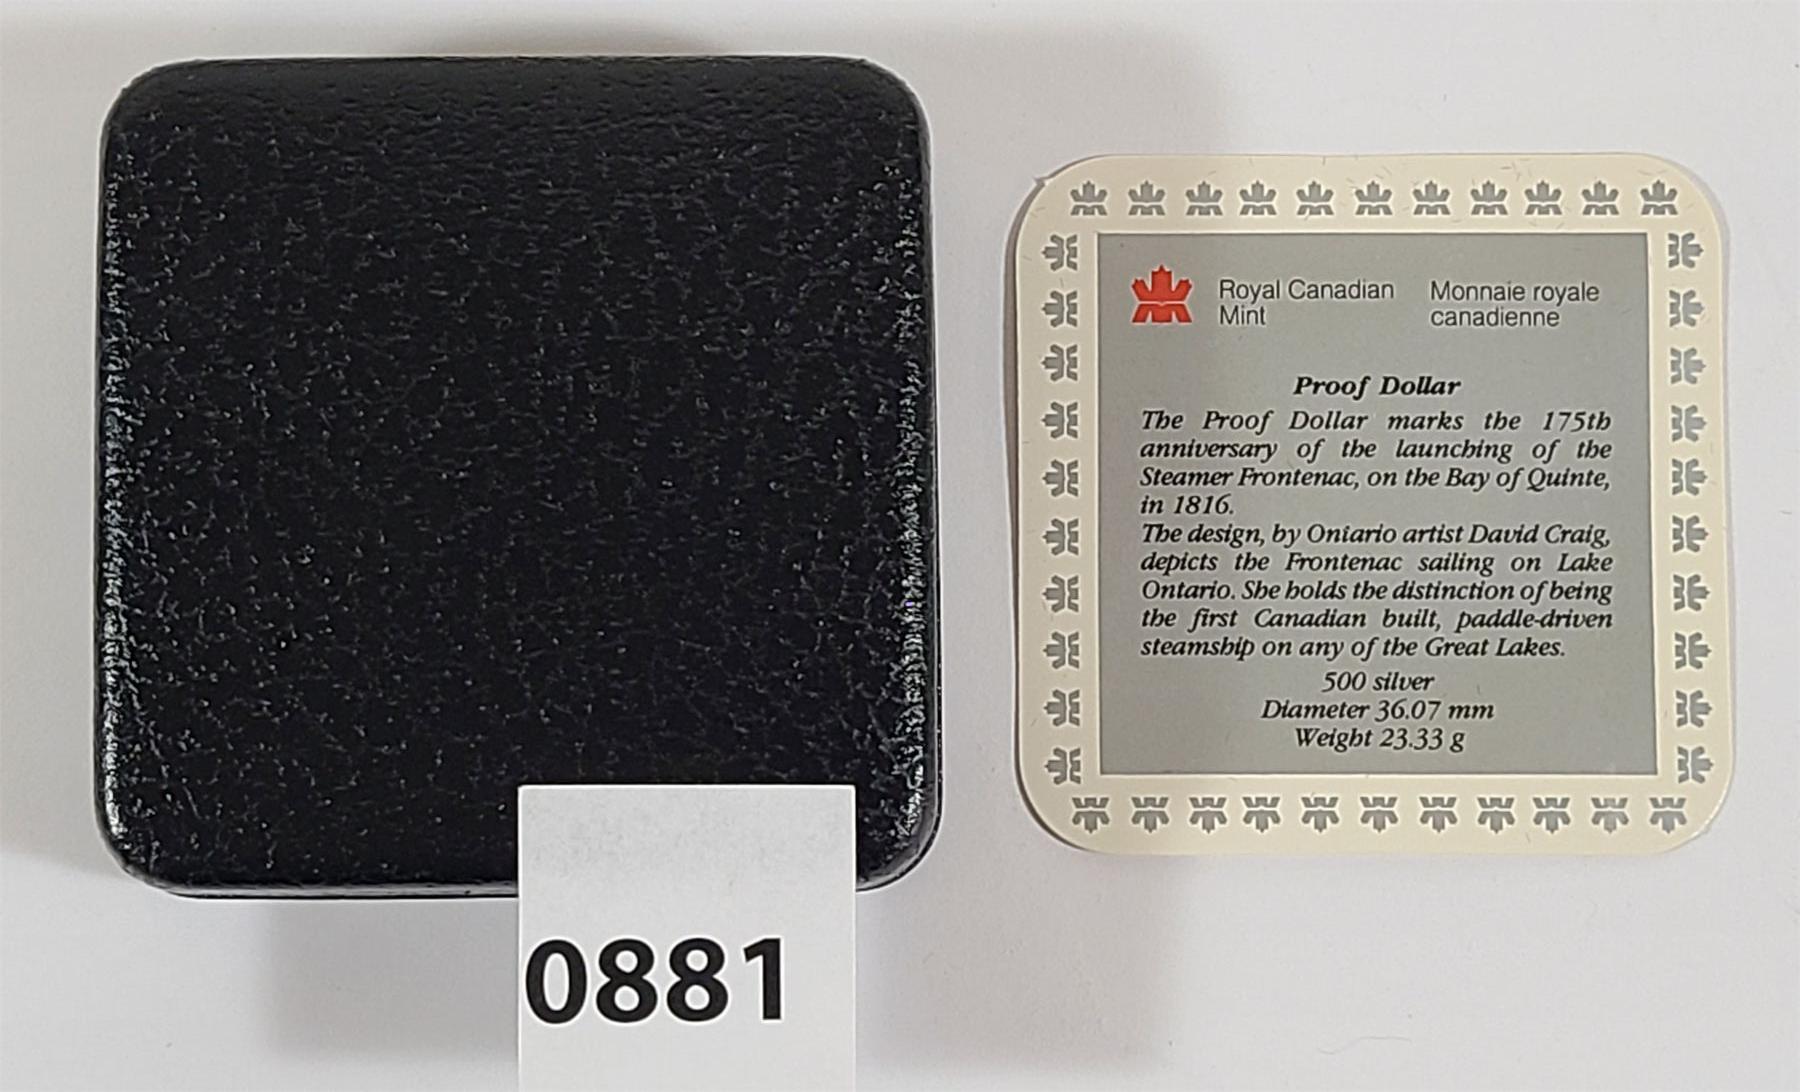 Royal Canadian Mint
Monnaie royale canadienne
Proof Dollar
The Proof Dollar marks the 175th
anniversary of the launching of the
Steamer Frontenac, on the Bay of Quinte,
in 1816.
The design, by Ontario artist David Craig,
depicts the Frontenac sailing on Lake
Ontario. She holds the distinction of being
the first Canadian built, paddle-driven
steamship on any of the Great Lakes.
500 silver
Diameter 36.07 mm
Weight 23.33 g
0881